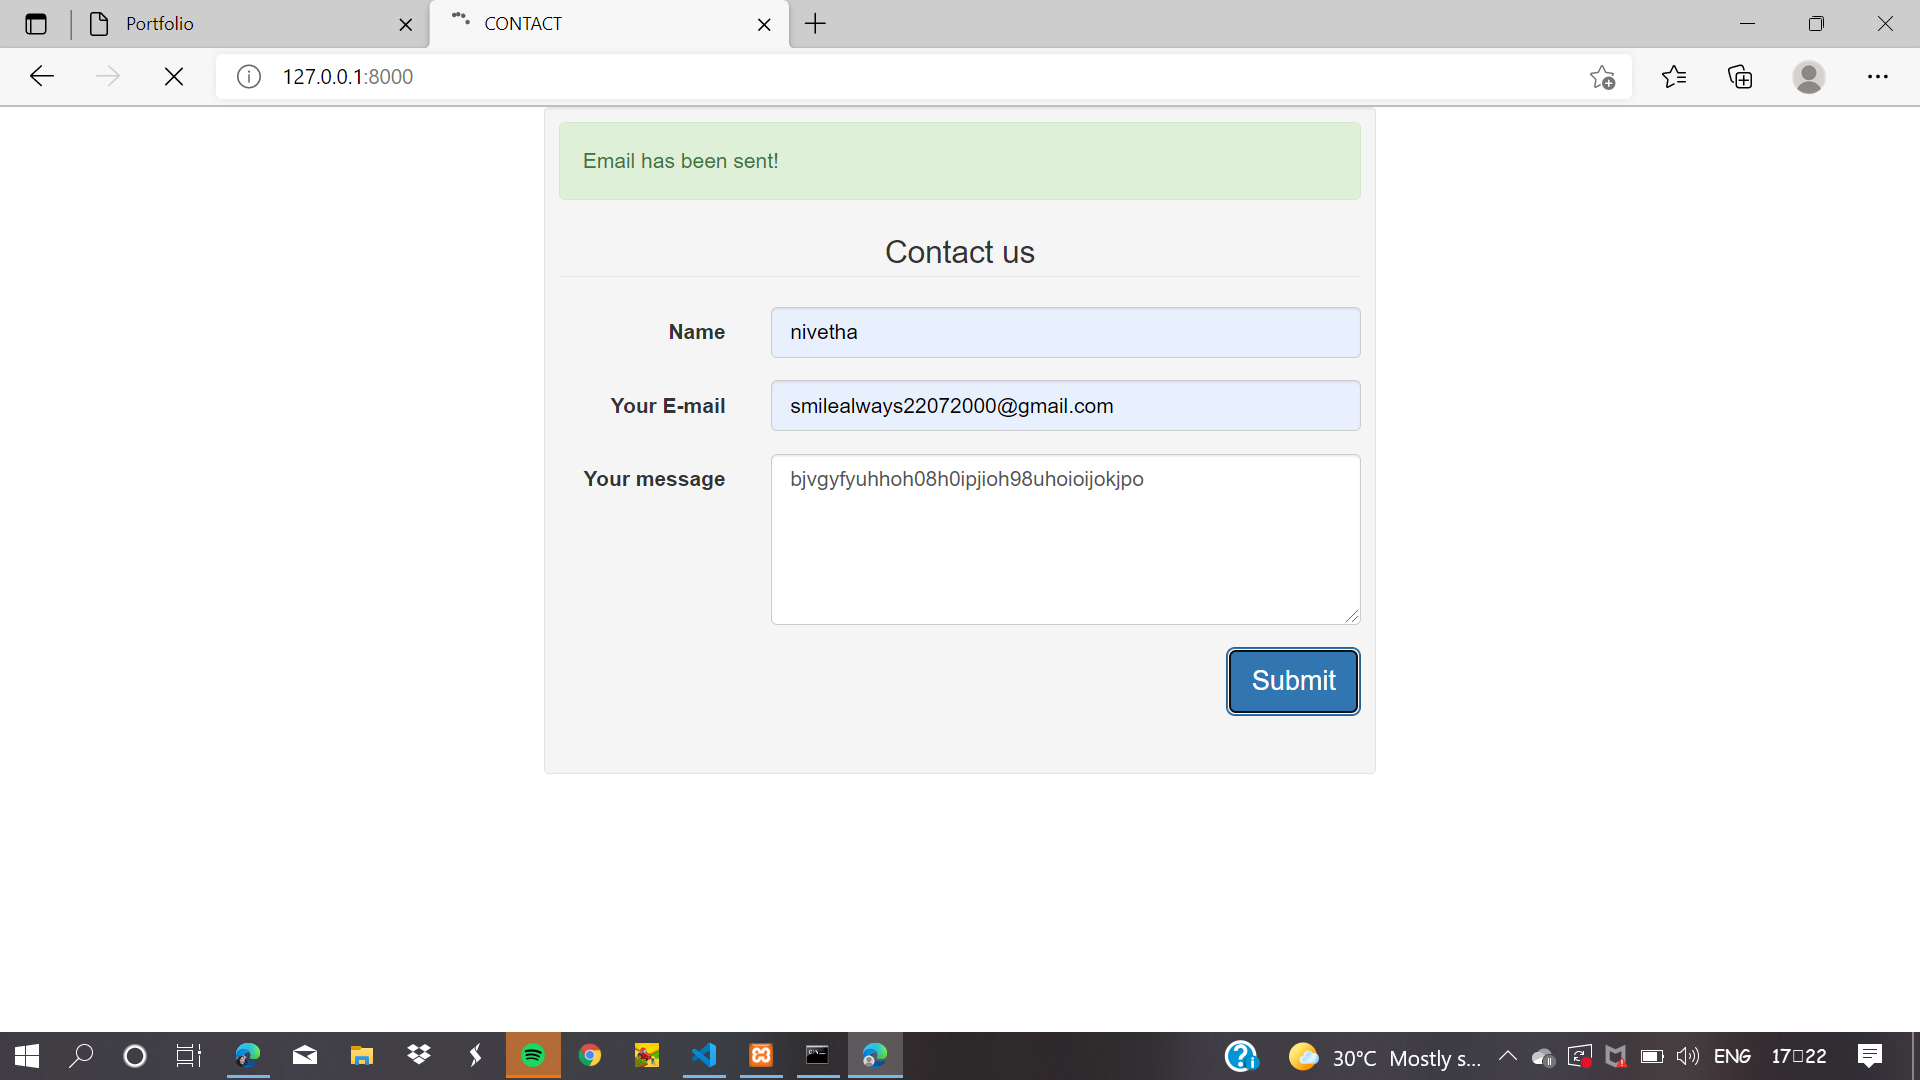 Portfolio
CONTACT
127.0.0.1:8000
Email has been sent!
Contact us
Name
nivetha
Your E-mail
smilealways22072000@gmail.com
Your message
bjvgyfyuhhoh08h0ipjioh98uhoioijokjpo
Submit
30°C Mostly s...
ENG
17▯22